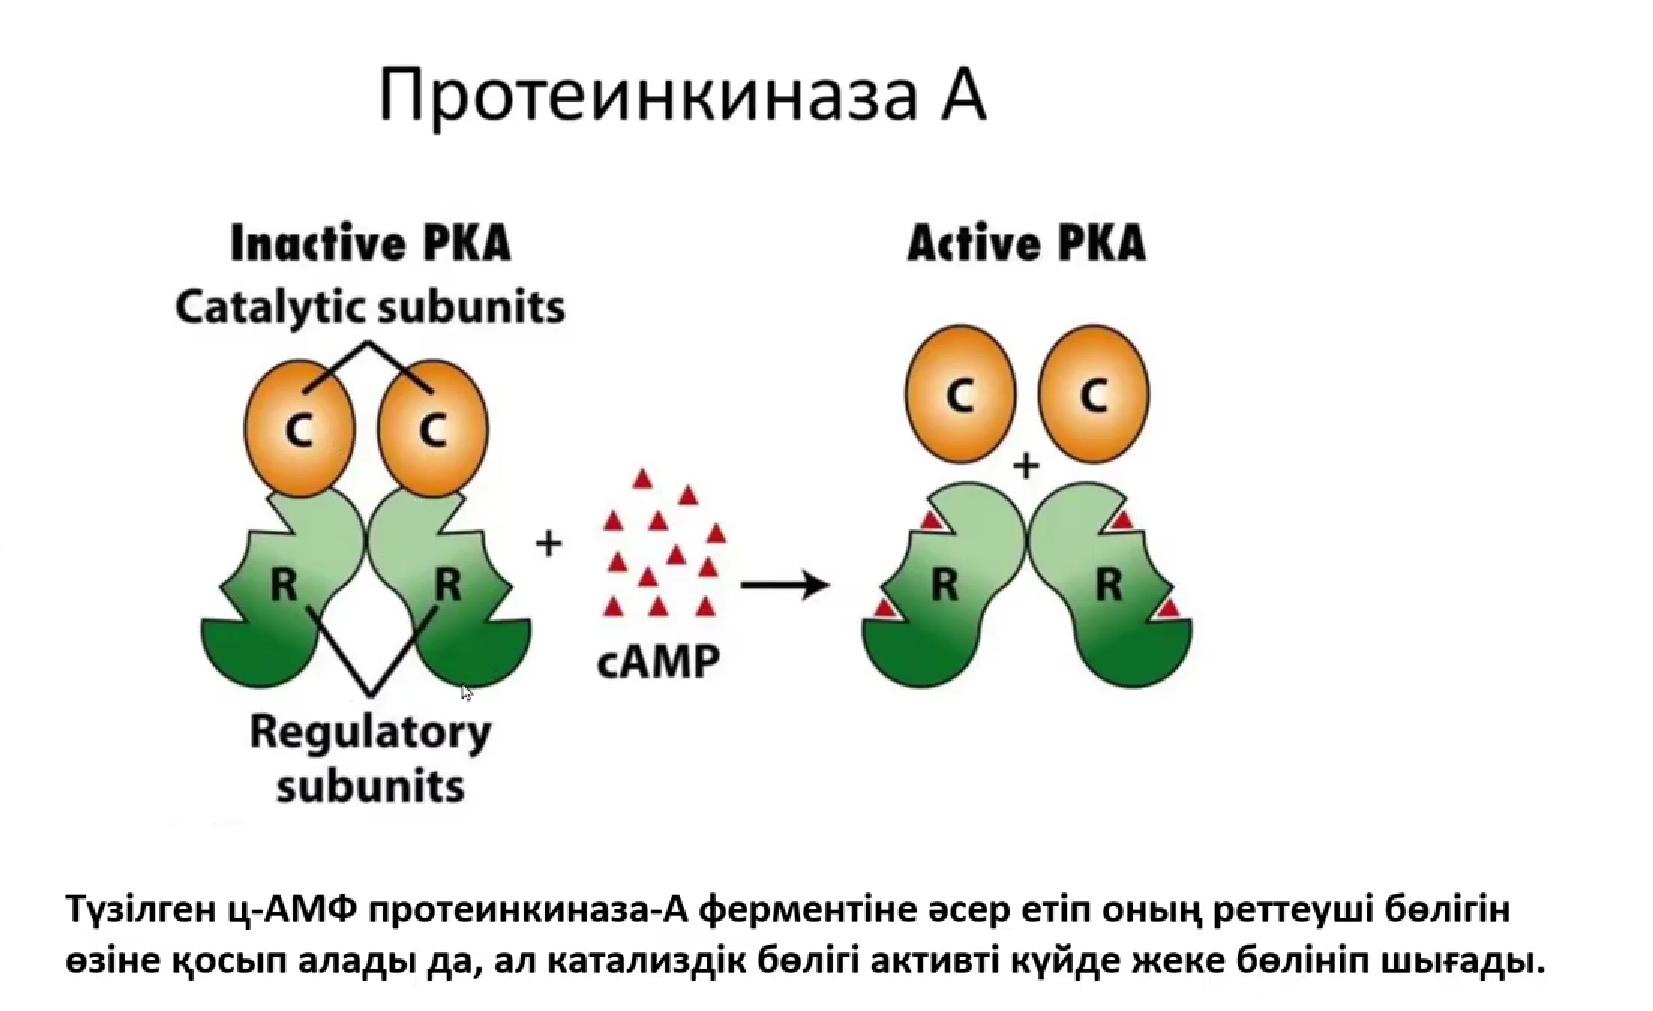 Протеинкиназа А
Inactive PKA
Catalytic subunits
C
C
R
R
Regulatory
subunits
+
cAMP
Active PKA
C
C
+
R
R
Түзілген ц-АМФ протеинкиназа-А ферментіне әсер етіп оның реттеуші бөлігін
өзіне қосып алады да, ал катализдік бөлігі активті күйде жеке бөлініп шығады.